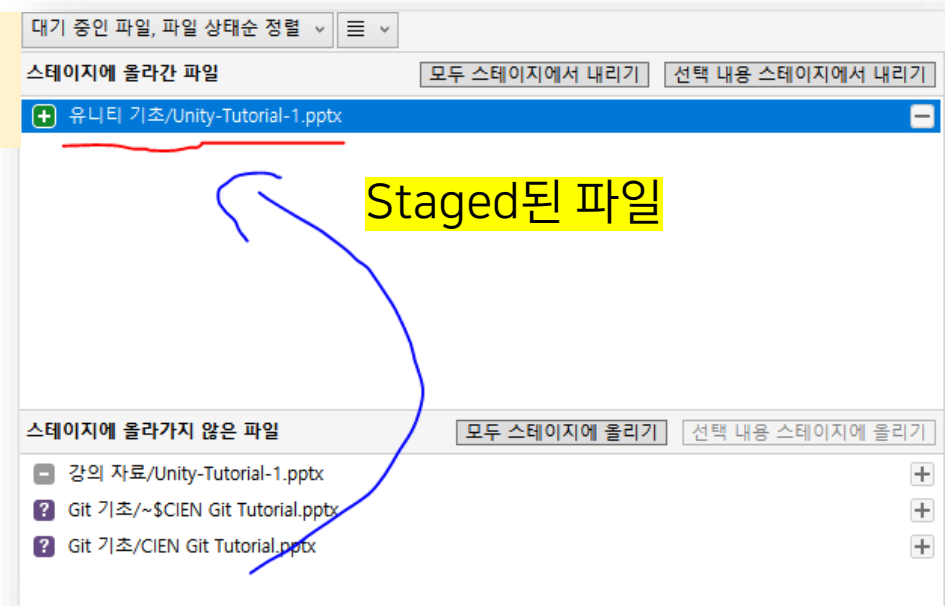 대기 중인 파일, 파일 상태순 정렬
스테이지에 올라간 파일 모두 스테이지에서 내리기 선택 내용 스테이지에서 내리기
유니티 기초/Unity-Tutorial-1.pptx
Staged된 파일
스테이지에 올라가지 않은 파일 모두 스테이지에 올리기 선택 내용 스테이지에 올리기
강의 자료/Unity-Tutorial-1.pptx
Git 기초/~$CIEN Git Tutorial.pptx
Git 기초/CIEN Git Tutorial.pptx